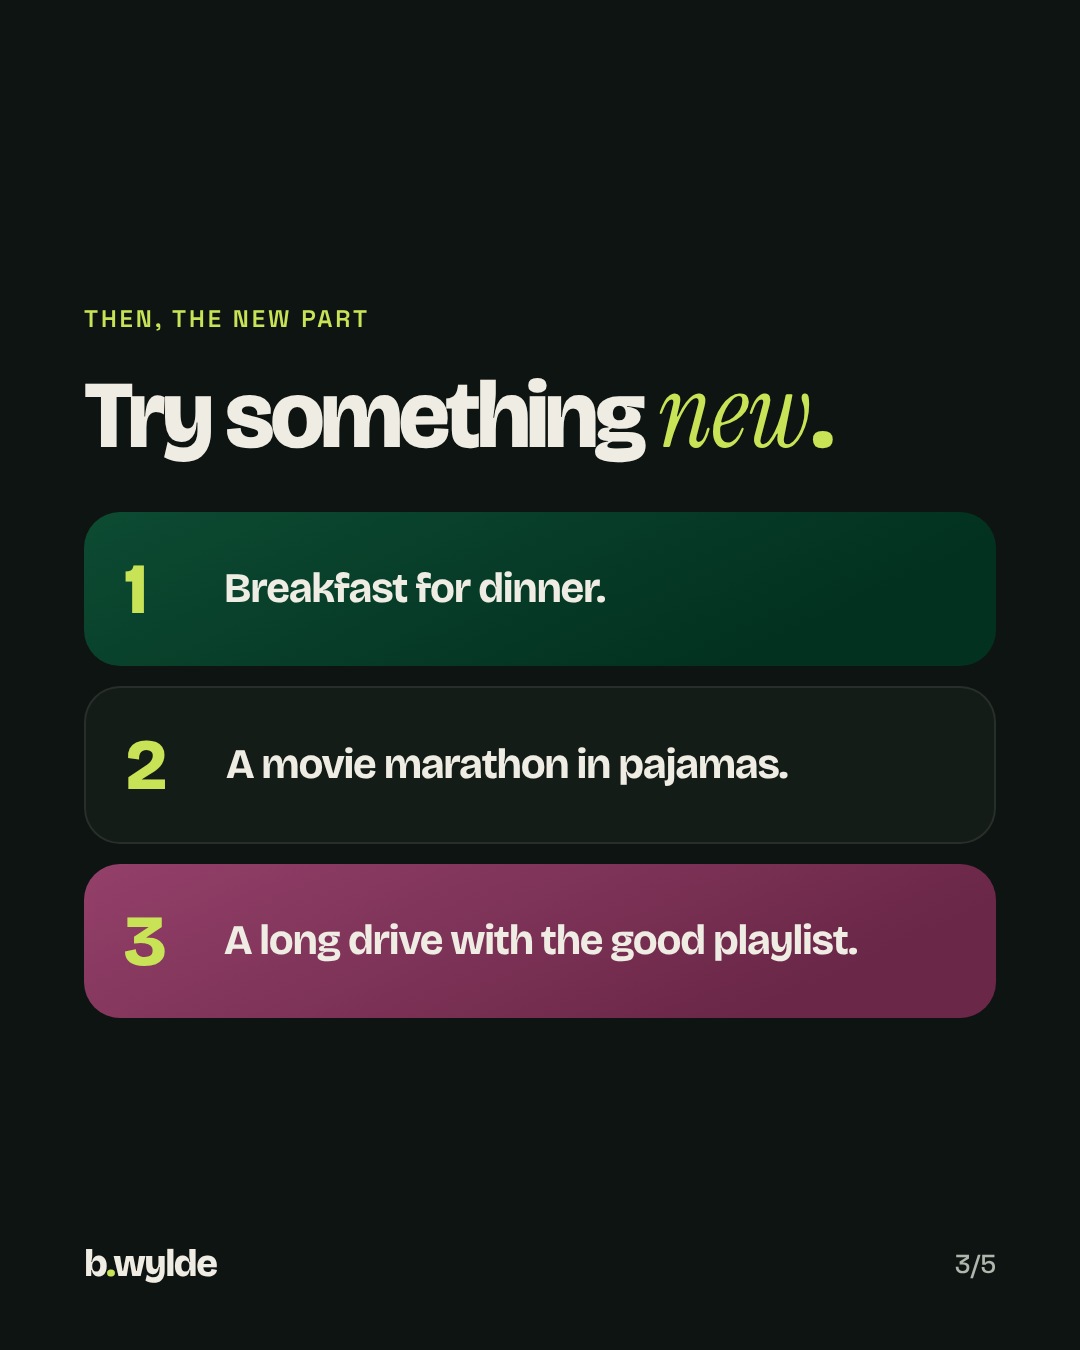 THEN, THE NEW PART
Try something new.
1 Breakfast for dinner.
2 A movie marathon in pajamas.
3 A long drive with the good playlist.
b.wylde
3/5